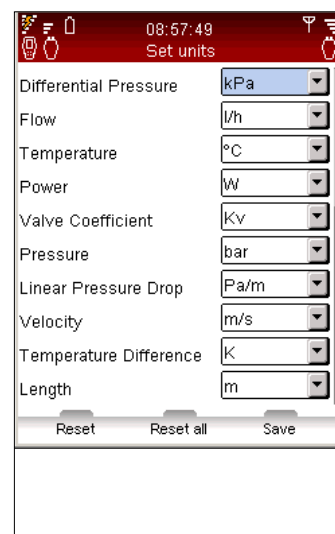 08:57:49
Set units
Differential Pressure kPa
Flow l/h
Temperature °C
Power W
Valve Coefficient Kv
Pressure bar
Linear Pressure Drop Pa/m
Velocity m/s
Temperature Difference K
Length m
Reset Reset all Save